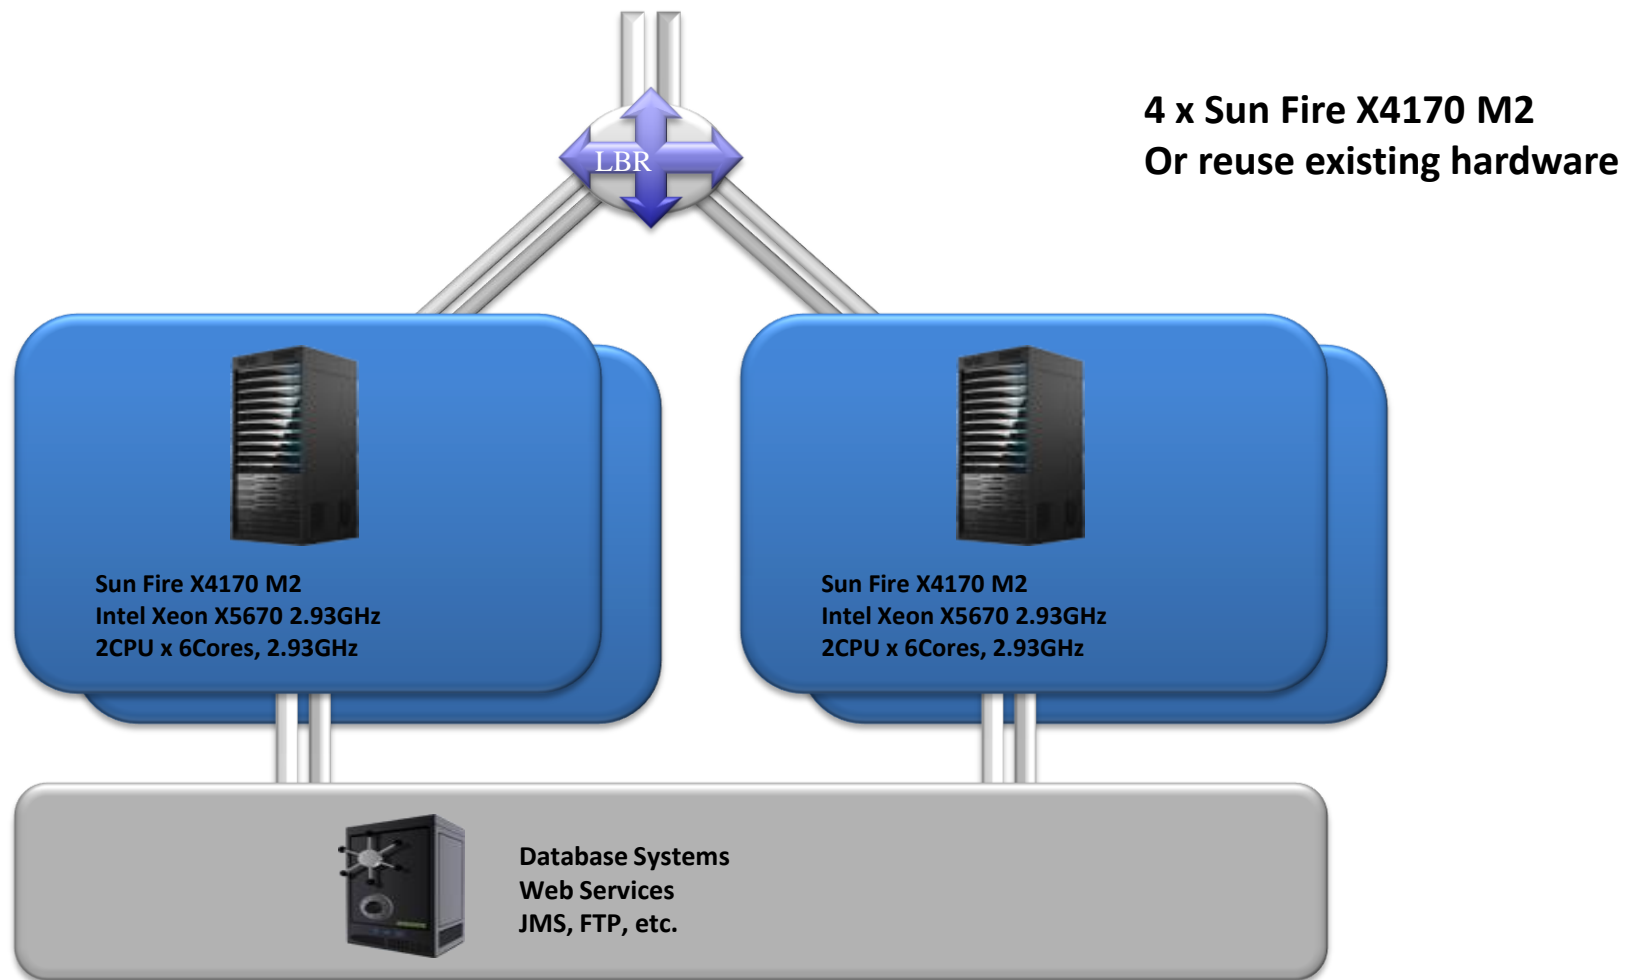 LBR
4 x Sun Fire X4170 M2
Or reuse existing hardware
Sun Fire X4170 M2
Intel Xeon X5670 2.93GHz
2CPU x 6Cores, 2.93GHz
Sun Fire X4170 M2
Intel Xeon X5670 2.93GHz
2CPU x 6Cores, 2.93GHz
Database Systems
Web Services
JMS, FTP, etc.